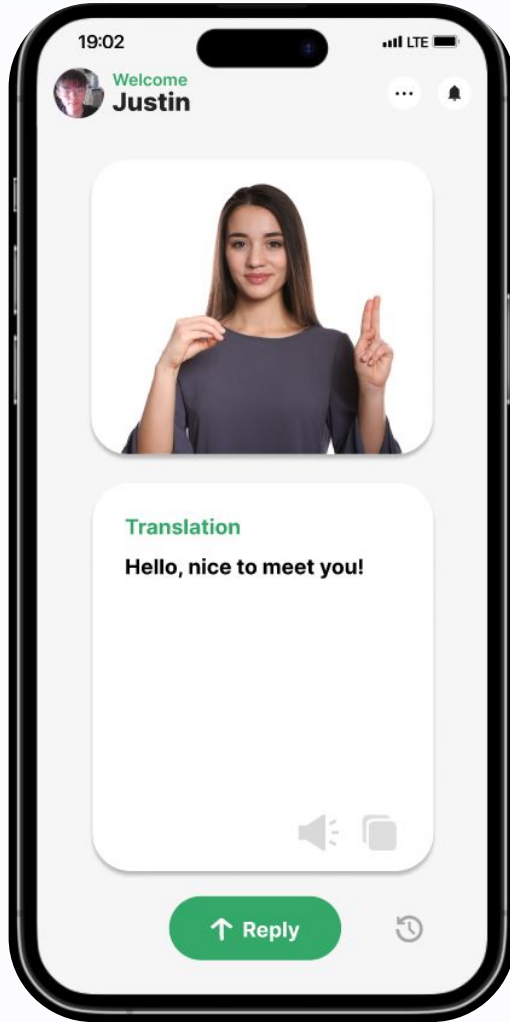 19:02
LTE
Welcome
Justin
Translation
Hello, nice to meet you!
Reply